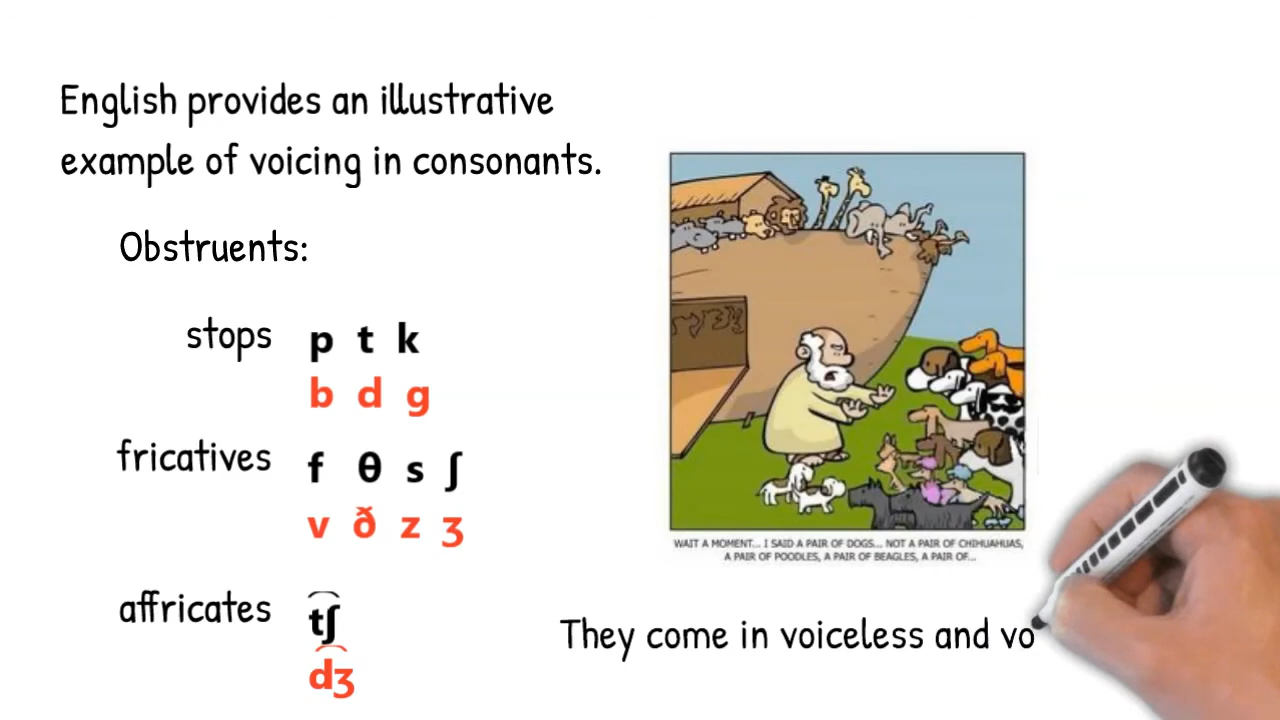 English provides an illustrative
example of voicing in consonants.
Obstruents:
stops p t k
b d g
fricatives f θ s ʃ
v ð z ʒ
affricates t͡ʃ
d͡ʒ
WAIT A MOMENT... I SAID A PAIR OF DOGS... NOT A PAIR OF CHIHUAHUAS,
A PAIR OF POODLES, A PAIR OF BEAGLES, A PAIR OF...
They come in voiceless and vo